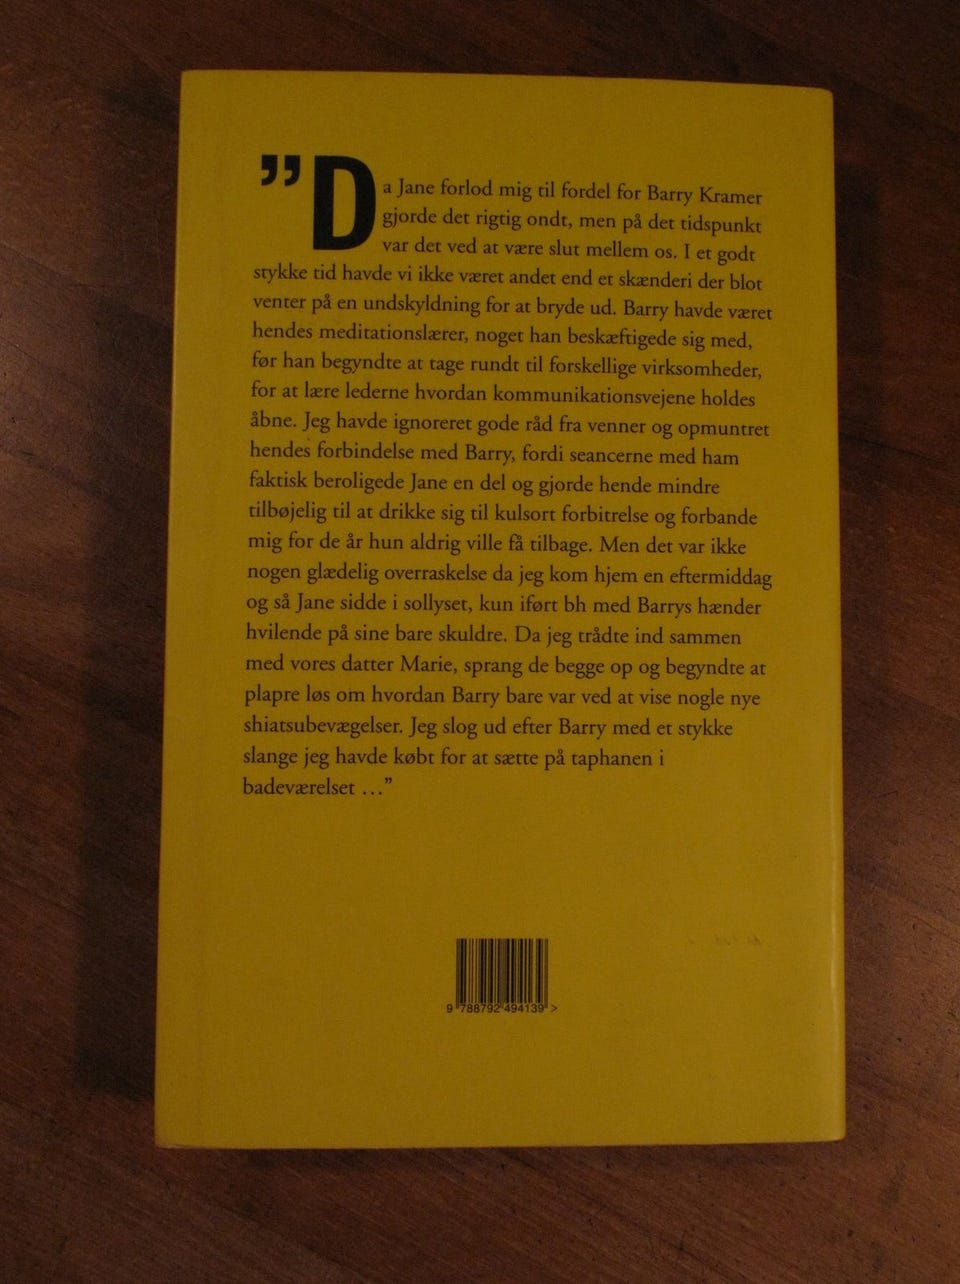 ”Da Jane forlod mig til fordel for Barry Kramer
gjorde det rigtig ondt, men på det tidspunkt
var det ved at være slut mellem os. I et godt
stykke tid havde vi ikke været andet end et skænderi der blot
venter på en undskyldning for at bryde ud. Barry havde været
hendes meditationslærer, noget han beskæftigede sig med,
før han begyndte at tage rundt til forskellige virksomheder,
for at lære lederne hvordan kommunikationsvejene holdes
åbne. Jeg havde ignoreret gode råd fra venner og opmuntret
hendes forbindelse med Barry, fordi seancerne med ham
faktisk beroligede Jane en del og gjorde hende mindre
tilbøjelig til at drikke sig til kulsort forbitrelse og forbande
mig for de år hun aldrig ville få tilbage. Men det var ikke
nogen glædelig overraskelse da jeg kom hjem en eftermiddag
og så Jane sidde i sollyset, kun iført bh med Barrys hænder
hvilende på sine bare skuldre. Da jeg trådte ind sammen
med vores datter Marie, sprang de begge op og begyndte at
plapre løs om hvordan Barry bare var ved at vise nogle nye
shiatsubevægelser. Jeg slog ud efter Barry med et stykke
slange jeg havde købt for at sætte på taphanen i
badeværelset …”
9 788792 494139 >